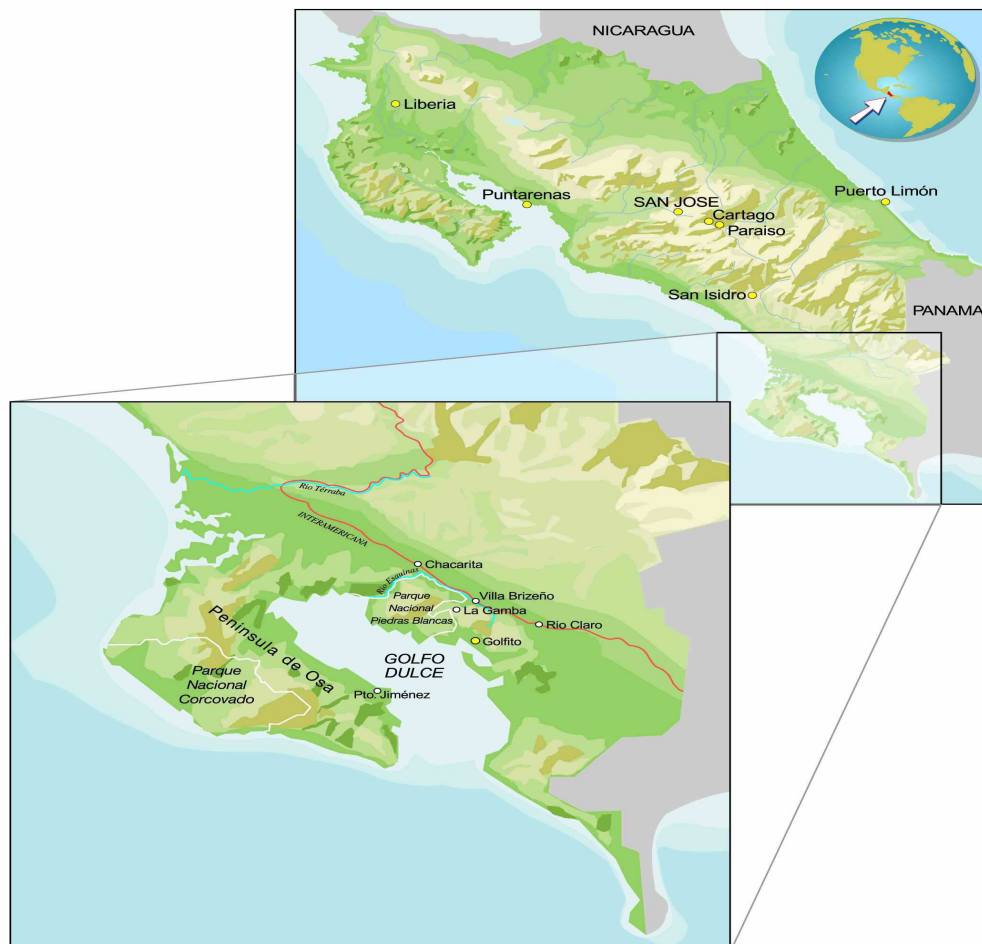 NICARAGUA
Liberia
Puntarenas
SAN JOSE
Cartago
Paraiso
Puerto Limón
San Isidro
PANAMA
Rio Térraba
INTERAMERICANA
Chacarita
Rio Esquinas
Parque
Nacional
Piedras Blancas
Villa Brizeño
La Gamba
Rio Claro
Golfito
Peninsula de Osa
GOLFO
DULCE
Parque
Nacional
Corcovado
Pto. Jiménez